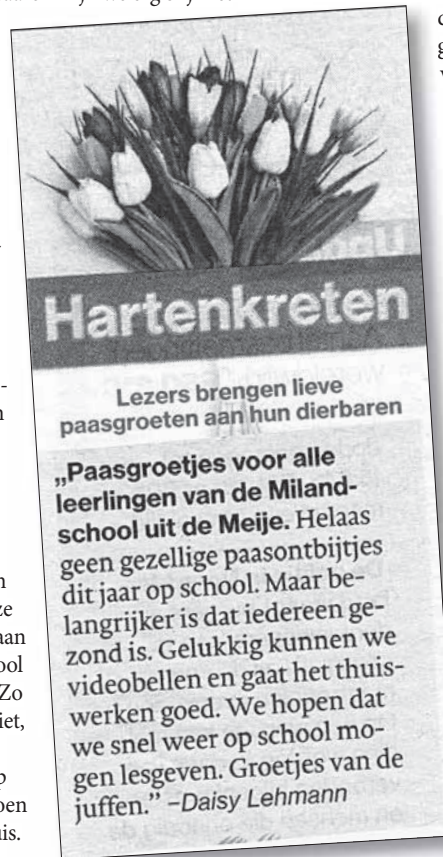 Hartenkreten
Lezers brengen lieve
paasgroeten aan hun dierbaren
„Paasgroetjes voor alle
leerlingen van de Miland-
school uit de Meije. Helaas
geen gezellige paasontbijtjes
dit jaar op school. Maar be-
langrijker is dat iedereen ge-
zond is. Gelukkig kunnen we
videobellen en gaat het thuis-
werken goed. We hopen dat
we snel weer op school mo-
gen lesgeven. Groetjes van de
juffen.” –Daisy Lehmann